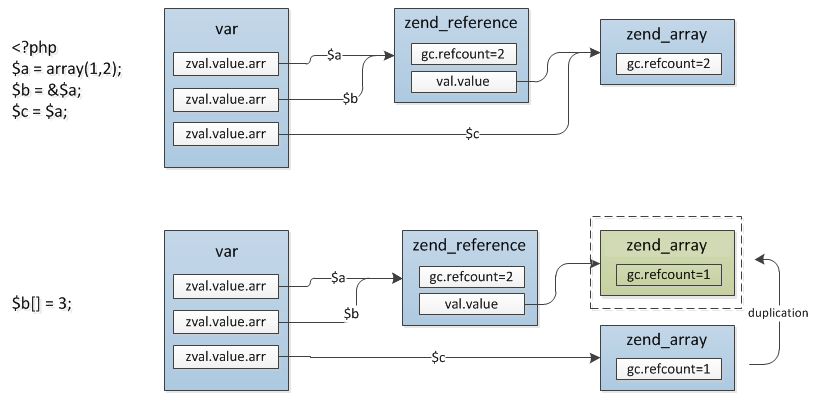 <?php
$a = array(1,2);
$b = &$a;
$c = $a;
var
zval.value.arr
zval.value.arr
zval.value.arr
$a
$b
$c
zend_reference
gc.refcount=2
val.value
zend_array
gc.refcount=2
$b[] = 3;
var
zval.value.arr
zval.value.arr
zval.value.arr
$a
$b
$c
zend_reference
gc.refcount=2
val.value
zend_array
gc.refcount=1
duplication
zend_array
gc.refcount=1